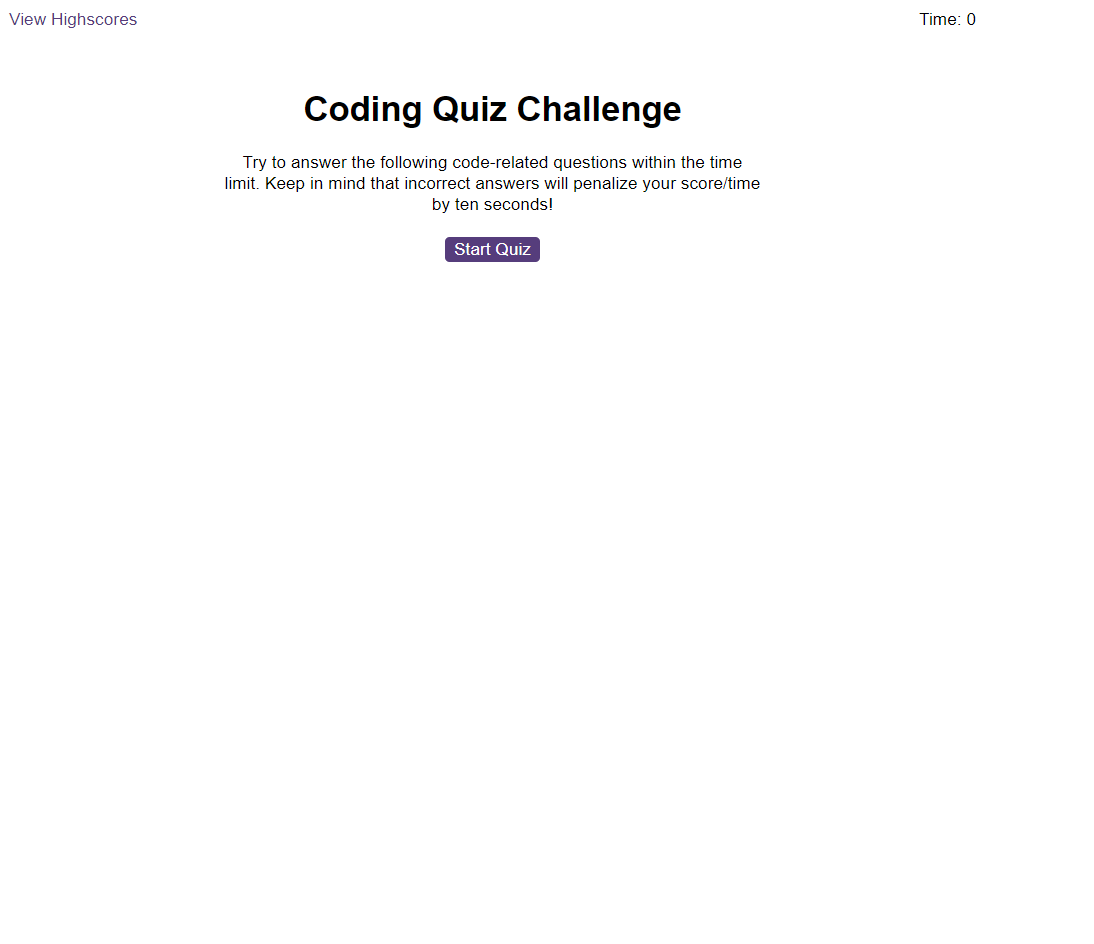 View Highscores
Time: 0
Coding Quiz Challenge
Try to answer the following code-related questions within the time
limit. Keep in mind that incorrect answers will penalize your score/time
by ten seconds!
Start Quiz